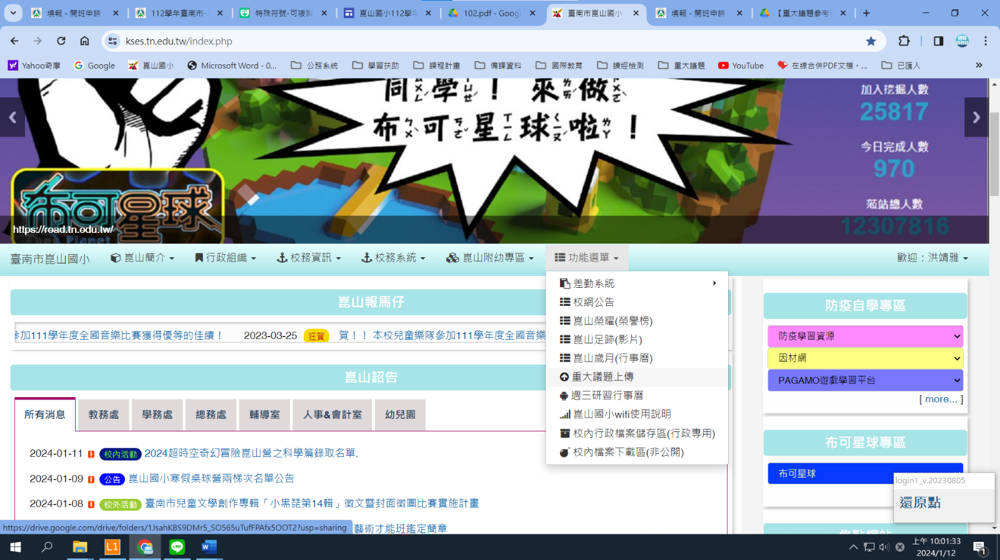 填報 - 開班申請
112學年臺南市-
特殊符號-可複製
崑山國小112學年
102.pdf - Googl
臺南市崑山國小
填報 - 開班申請
【重大議題參考
kses.tn.edu.tw/index.php
Yahoo奇摩
Google
崑山國小
Microsoft Word - 0...
公務系統
學習扶助
課程計畫
備課資料
國際教育
讀經檢測
重大議題
YouTube
在線合併PDF文檔・...
已匯入
同學！來做
布可星球啦！
加入挖掘人數
25817
今日完成人數
970
蒞站總人數
12307816
布可星球
https://read.tn.edu.tw/
臺南市崑山國小
崑山簡介
行政組織
校務資訊
校務系統
崑山附幼專區
功能選單
歡迎：洪靖雅
差勤系統
校網公告
崑山榮耀(榮譽榜)
崑山足跡(影片)
崑山歲月(行事曆)
重大議題上傳
週三研習行事曆
崑山國小wifi使用說明
校內行政檔案儲存區(行政專用)
校內檔案下載區(非公開)
崑山報馬仔
參加111學年度全國音樂比賽獲得優等的佳績！ 2023-03-25 狂賀 賀！！ 本校兒童樂隊參加111學年度全國音樂
崑山詔告
所有消息
教務處
學務處
總務處
輔導室
人事&會計室
幼兒園
2024-01-11 校內活動 2024超時空奇幻冒險崑山營之科學篇錄取名單.
2024-01-09 公告 崑山國小寒假桌球營兩梯次名單公告
2024-01-08 校外活動 臺南市兒童文學創作專輯「小黑琵第14輯」徵文暨封面徵圖比賽實施計畫
藝術才能班鑑定簡章
防疫自學專區
防疫學習資源
因材網
PAGAMO遊戲學習平台
[ more... ]
布可星球專區
布可星球
login1_v.20230805
還原點
https://drive.google.com/drive/folders/1JsahKBS9DMr5_SO565uTufFPAfx5OOT2?usp=sharing
L1
上午 10:01:33
2024/1/12
1